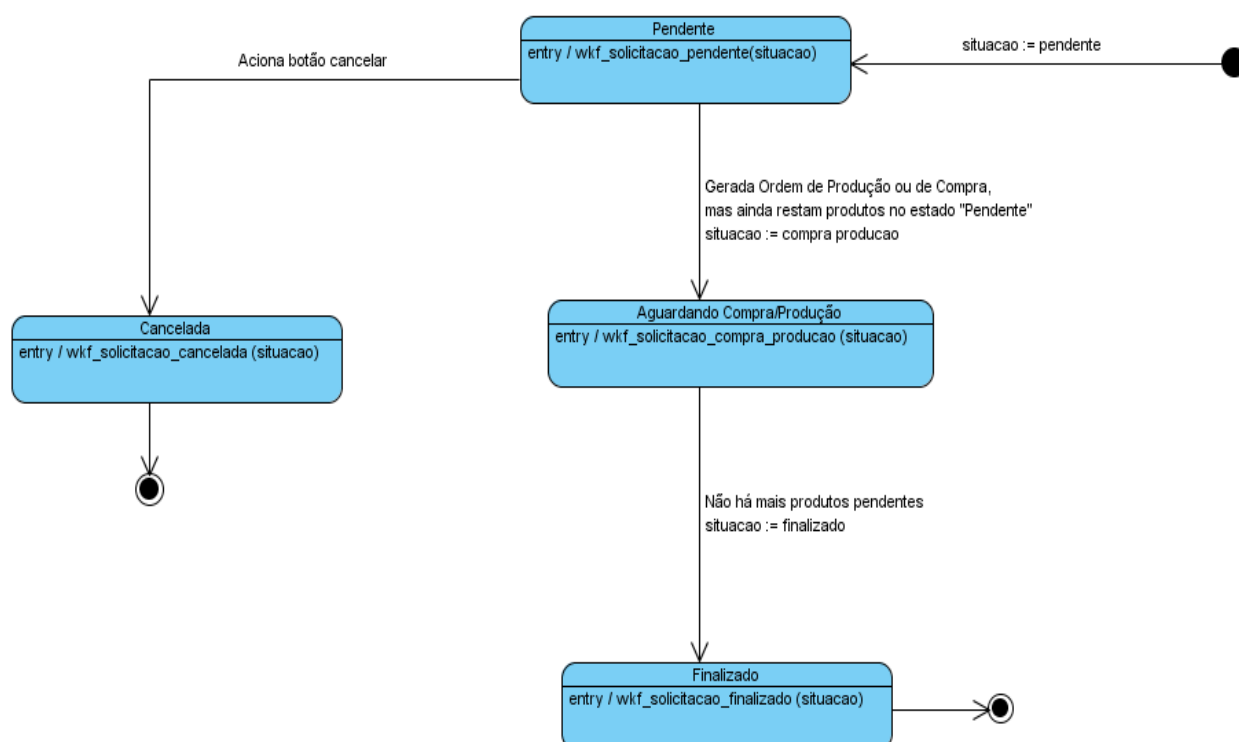 Pendente
entry / wkf_solicitacao_pendente(situacao)
situacao := pendente
Aciona botão cancelar
Gerada Ordem de Produção ou de Compra,
mas ainda restam produtos no estado "Pendente"
situacao := compra producao
Cancelada
entry / wkf_solicitacao_cancelada (situacao)
Aguardando Compra/Produção
entry / wkf_solicitacao_compra_producao (situacao)
Não há mais produtos pendentes
situacao := finalizado
Finalizado
entry / wkf_solicitacao_finalizado (situacao)